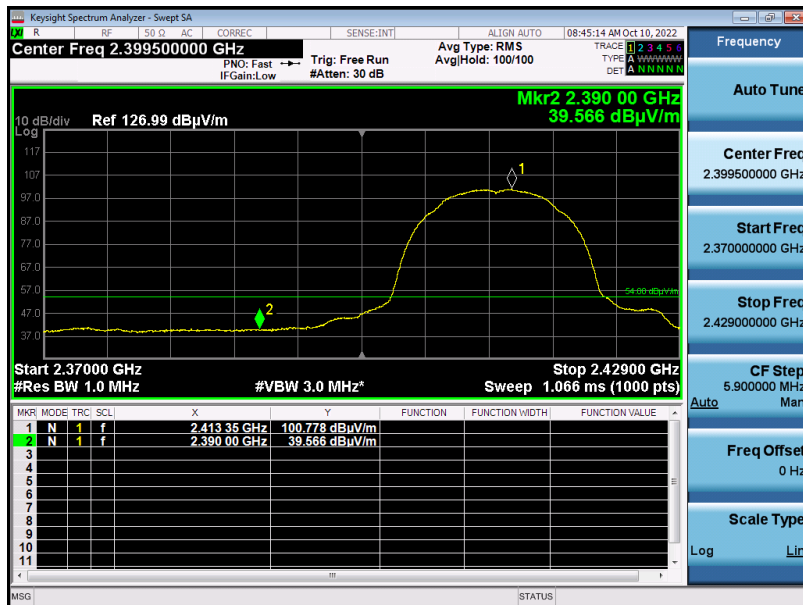 Keysight Spectrum Analyzer - Swept SA
LXI R RF 50 Ω AC CORREC SENSE:INT ALIGN AUTO 08:45:14 AM Oct 10, 2022
Center Freq 2.399500000 GHz
PNO: Fast
IFGain:Low
Trig: Free Run
#Atten: 30 dB
Avg Type: RMS
Avg|Hold: 100/100
TRACE 1 2 3 4 5 6
TYPE A WWWWW
DET A N N N N N
Mkr2 2.390 00 GHz
39.566 dBµV/m
10 dB/div Ref 126.99 dBµV/m
Log
117
107
97.0
87.0
77.0
67.0
57.0
47.0
37.0
1
2
54.00 dBµV/m
Start 2.37000 GHz Stop 2.42900 GHz
#Res BW 1.0 MHz #VBW 3.0 MHz* Sweep 1.066 ms (1000 pts)
MKR MODE TRC SCL X Y FUNCTION FUNCTION WIDTH FUNCTION VALUE
1 N 1 f 2.413 35 GHz 100.778 dBµV/m
2 N 1 f 2.390 00 GHz 39.566 dBµV/m
3
4
5
6
7
8
9
10
11
MSG STATUS
Frequency
Auto Tune
Center Freq
2.399500000 GHz
Start Freq
2.370000000 GHz
Stop Freq
2.429000000 GHz
CF Step
5.900000 MHz
Auto Man
Freq Offset
0 Hz
Scale Type
Log Lin